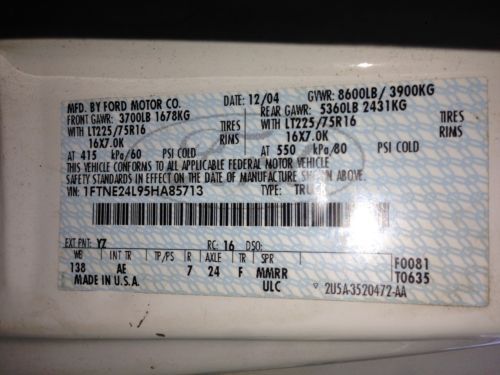 MFD. BY FORD MOTOR CO. DATE: 12/04 GVWR: 8600LB/ 3900KG
FRONT GAWR: 3700LB 1678KG REAR GAWR: 5360LB 2431KG
WITH LT225/75R16 TIRES WITH LT225/75R16 TIRES
16X7.0K RIMS 16X7.0K RIMS
AT 415 kPa/60 PSI COLD AT 550 kPa/80 PSI COLD
THIS VEHICLE CONFORMS TO ALL APPLICABLE FEDERAL MOTOR VEHICLE
SAFETY STANDARDS IN EFFECT ON THE DATE OF MANUFACTURE SHOWN ABOVE.
VIN: 1FTNE24L95HA85713 TYPE:
EXT PNT: YZ RC: 16 DSO:
WB INT TR TP/PS R AXLE TR SPR F0081
138 AE 7 24 F MMRR T0635
MADE IN U.S.A. ULC 2U5A-3520472-AA